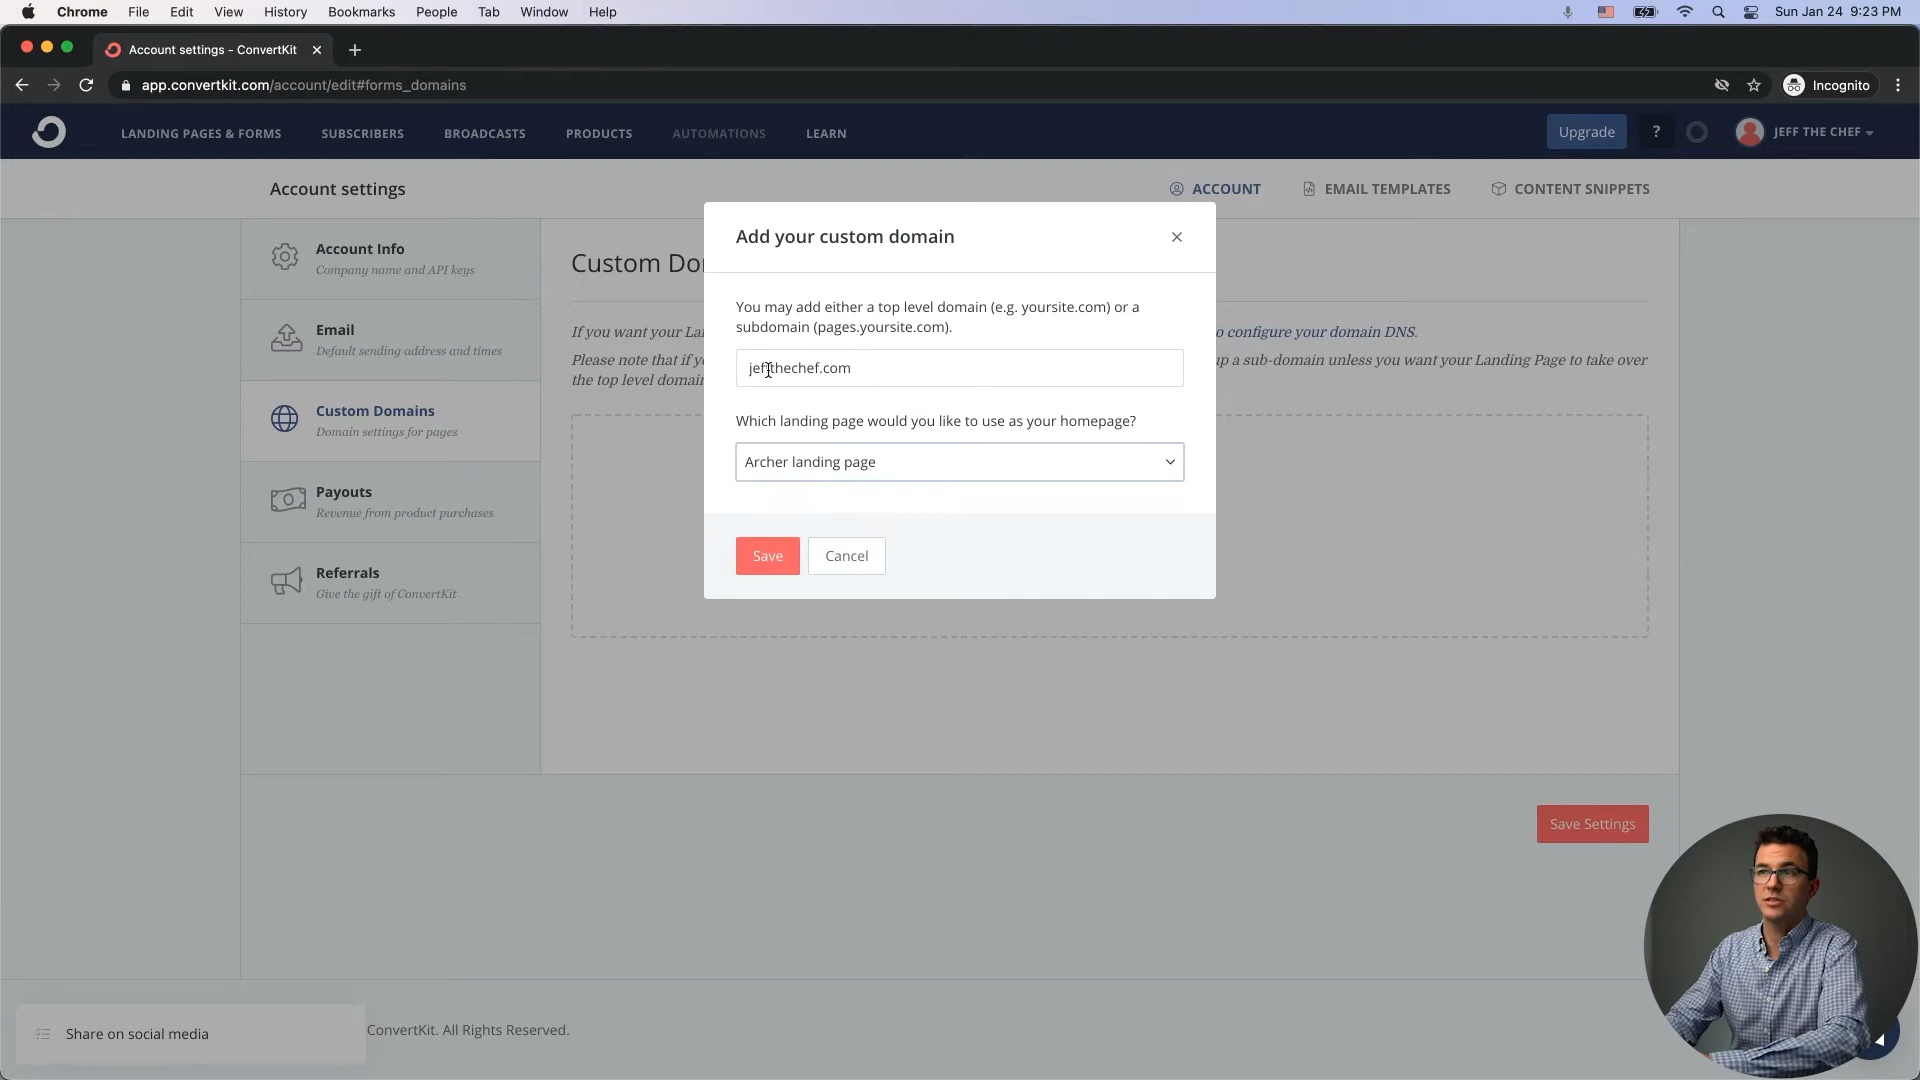 Chrome File Edit View History Bookmarks People Tab Window Help Sun Jan 24 9:23 PM
Account settings - ConvertKit
app.convertkit.com/account/edit#forms_domains Incognito
LANDING PAGES & FORMS SUBSCRIBERS BROADCASTS PRODUCTS AUTOMATIONS LEARN Upgrade ? JEFF THE CHEF
Account settings ACCOUNT EMAIL TEMPLATES CONTENT SNIPPETS
Account Info
Company name and API keys
Email
Default sending address and times
Custom Domains
Domain settings for pages
Payouts
Revenue from product purchases
Referrals
Give the gift of ConvertKit
Custom Do
If you want your La
o configure your domain DNS.
Please note that if y
up a sub-domain unless you want your Landing Page to take over
the top level domai
Add your custom domain
You may add either a top level domain (e.g. yoursite.com) or a
subdomain (pages.yoursite.com).
jeffthechef.com
Which landing page would you like to use as your homepage?
Archer landing page
Save Cancel
Save Settings
Share on social media
ConvertKit. All Rights Reserved.